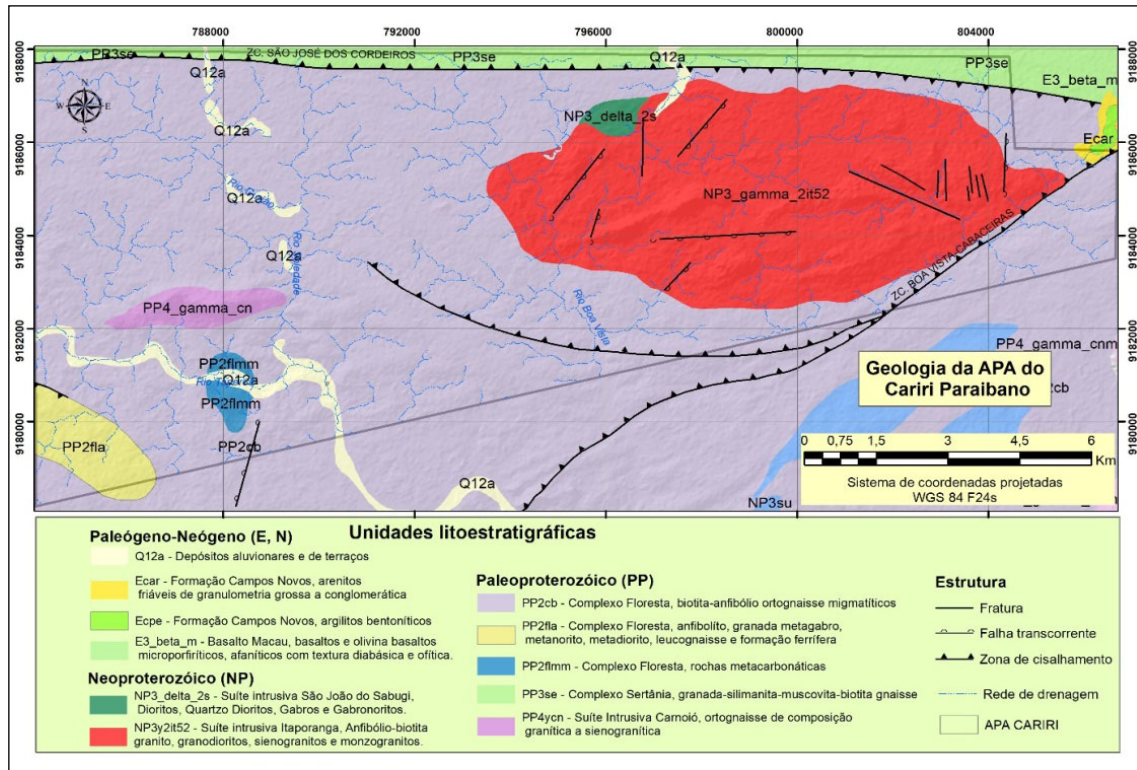 788000 792000 796000 800000 804000
9188000
9186000
9184000
9182000
9180000
9188000
9186000
9184000
9182000
9180000
N
W E
S
PP3se
ZC. SÃO JOSÉ DOS CORDEIROS
PP3se
Q12a
PP3se
Q12a
E3_beta_m
NP3_delta_2s
Q12a
Ecar
NP3_gamma_2it52
Q12a
Q12a
Rio Soledade
ZC. BOA VISTA-CABACEIRAS
Rio Boa Vista
PP4_gamma_cn
PP2flmm
Q12a
PP2flmm
PP4_gamma_cnm
PP2fla
PP2cb
Q12a
NP3su
Geologia da APA do
Cariri Paraibano
0 0,75 1,5 3 4,5 6
Km
Sistema de coordenadas projetadas
WGS 84 F24s
Unidades litoestratigráficas
Paleógeno-Neógeno (E, N)
Q12a - Depósitos aluvionares e de terraços
Ecar - Formação Campos Novos, arenitos
friáveis de granulometria grossa a conglomerática
Ecpe - Formação Campos Novos, argilitos bentoníticos
E3_beta_m - Basalto Macau, basaltos e olivina basaltos
microporfiríticos, afaníticos com textura diabásica e ofítica.
Neoproterozóico (NP)
NP3_delta_2s - Suíte intrusiva São João do Sabugi,
Dioritos, Quartzo Dioritos, Gabros e Gabronoritos.
NP3y2it52 - Suíte intrusiva Itaporanga, Anfibólio-biotita
granito, granodioritos, sienogranitos e monzogranitos.
Paleoproterozóico (PP)
PP2cb - Complexo Floresta, biotita-anfibólio ortognaisse migmatíticos
PP2fla - Complexo Floresta, anfibolíto, granada metagabro,
metanorito, metadiorito, leucognaisse e formação ferrífera
PP2flmm - Complexo Floresta, rochas metacarbonáticas
PP3se - Complexo Sertânia, granada-silimanita-muscovita-biotita gnaisse
PP4ycn - Suíte Intrusiva Carnoió, ortognaisse de composição
granítica a sienogranítica
Estrutura
Fratura
Falha transcorrente
Zona de cisalhamento
Rede de drenagem
APA CARIRI